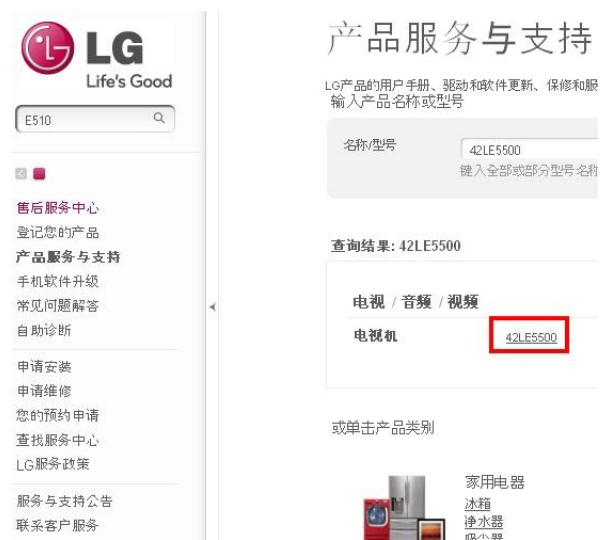 LG
Life's Good
E510
售后服务中心
登记您的产品
产品服务与支持
手机软件升级
常见问题解答
自助诊断
申请安装
申请维修
您的预约申请
查找服务中心
LG服务政策
服务与支持公告
联系客户服务
产品服务与支持
LG产品的用户手册、驱动和软件更新、保修和服
输入产品名称或型号
名称/型号
42LE5500
键入全部或部分型号名称
查询结果: 42LE5500
电视 / 音频 / 视频
电视机
42LE5500
或单击产品类别
家用电器
冰箱
净水器
吸尘器